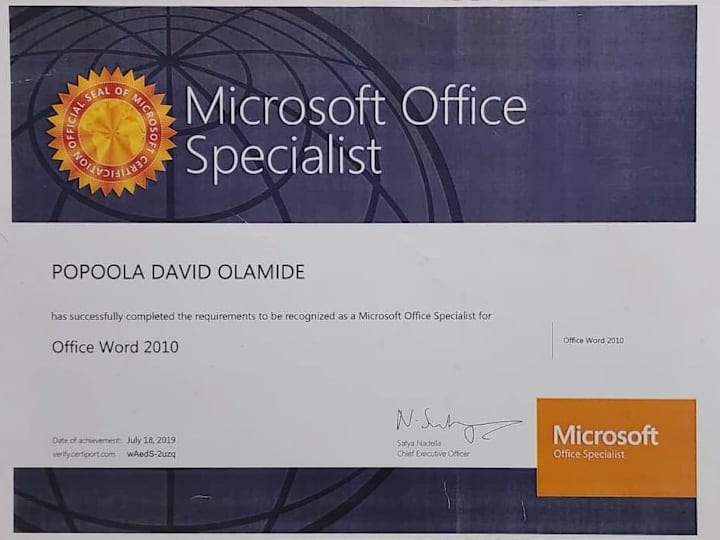 OFFICIAL SEAL OF MICROSOFT CERTIFICATION
Microsoft Office
Specialist
POPOOLA DAVID OLAMIDE
has successfully completed the requirements to be recognized as a Microsoft Office Specialist for
Office Word 2010
Office Word 2010
Date of achievement: July 18, 2019
verify.certiport.com wAedS-2uzq
Satya Nadella
Chief Executive Officer
Microsoft
Office Specialist